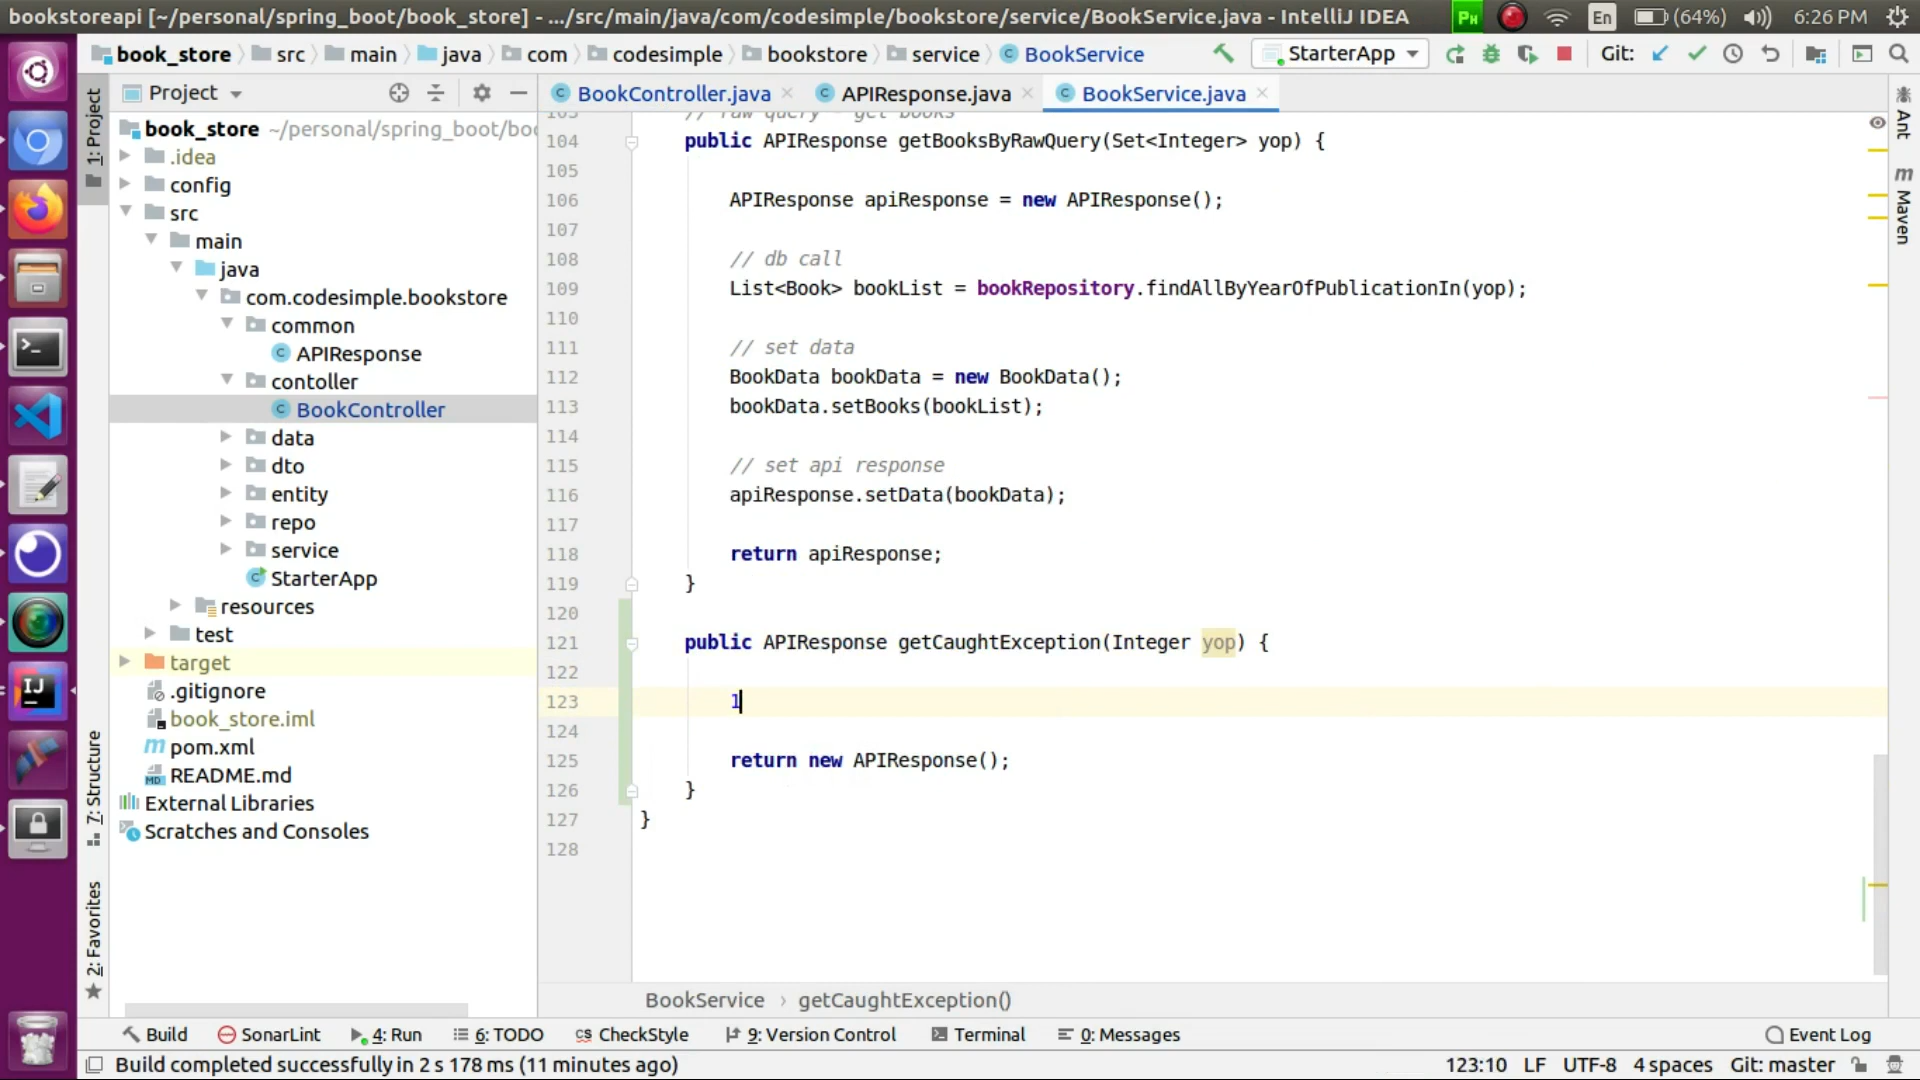 bookstoreapi [~/personal/spring_boot/book_store] - .../src/main/java/com/codesimple/bookstore/service/BookService.java - IntelliJ IDEA
En (64%) 6:26 PM
book_store src main java com codesimple bookstore service BookService StarterApp Git:
Project BookController.java APIResponse.java BookService.java
1: Project
7: Structure
2: Favorites
Ant
Maven
book_store ~/personal/spring_boot/boo
.idea
config
src
main
java
com.codesimple.bookstore
common
APIResponse
contoller
BookController
data
dto
entity
repo
service
StarterApp
resources
test
target
.gitignore
book_store.iml
pom.xml
README.md
External Libraries
Scratches and Consoles
103 // raw query - get books
104 public APIResponse getBooksByRawQuery(Set<Integer> yop) {
105
106 APIResponse apiResponse = new APIResponse();
107
108 // db call
109 List<Book> bookList = bookRepository.findAllByYearOfPublicationIn(yop);
110
111 // set data
112 BookData bookData = new BookData();
113 bookData.setBooks(bookList);
114
115 // set api response
116 apiResponse.setData(bookData);
117
118 return apiResponse;
119 }
120
121 public APIResponse getCaughtException(Integer yop) {
122
123 1
124
125 return new APIResponse();
126 }
127 }
128
BookService › getCaughtException()
Build SonarLint 4: Run 6: TODO CheckStyle 9: Version Control Terminal 0: Messages Event Log
Build completed successfully in 2 s 178 ms (11 minutes ago) 123:10 LF UTF-8 4 spaces Git: master